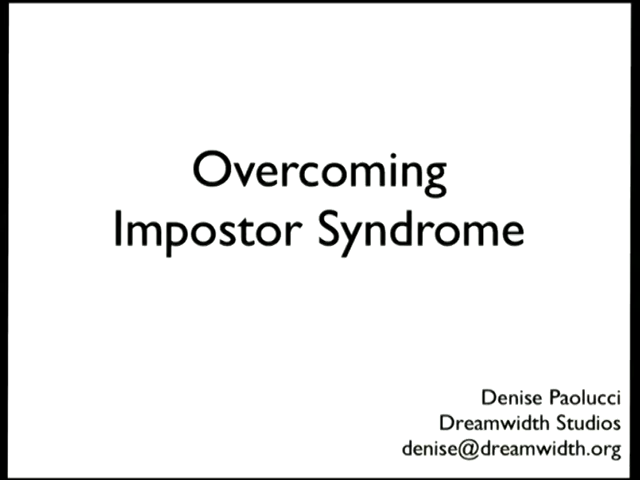 Overcoming
Impostor Syndrome
Denise Paolucci
Dreamwidth Studios
denise@dreamwidth.org